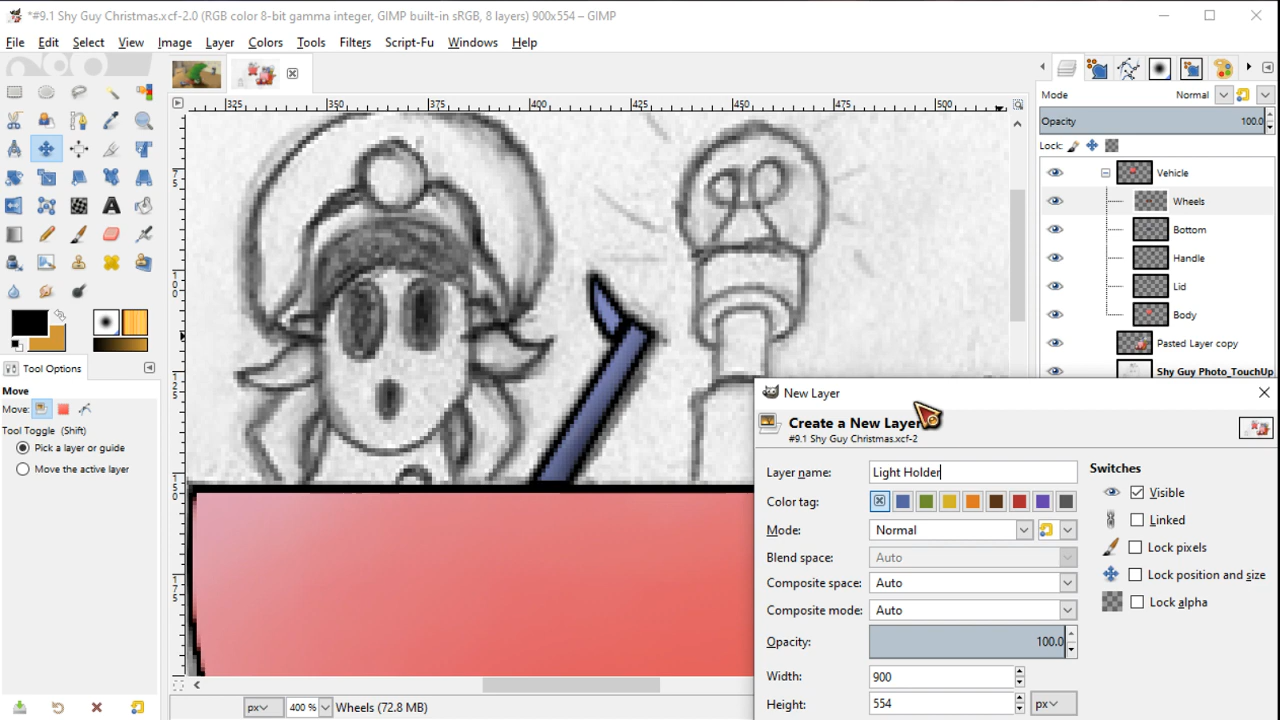 *#9.1 Shy Guy Christmas.xcf-2.0 (RGB color 8-bit gamma integer, GIMP built-in sRGB, 8 layers) 900x554 – GIMP
File Edit Select View Image Layer Colors Tools Filters Script-Fu Windows Help
325 350 375 400 425 450 475 500
Mode Normal
Opacity 100.0
Lock:
Vehicle
Wheels
Bottom
Handle
Lid
Body
Pasted Layer copy
Shy Guy Photo_TouchUp
75
100
125
150
175
Tool Options
Move
Move:
Tool Toggle (Shift)
Pick a layer or guide
Move the active layer
New Layer
Create a New Layer
#9.1 Shy Guy Christmas.xcf-2
Layer name: Light Holder
Color tag:
Mode: Normal
Blend space: Auto
Composite space: Auto
Composite mode: Auto
Opacity: 100.0
Width: 900
Height: 554 px
Switches
Visible
Linked
Lock pixels
Lock position and size
Lock alpha
px 400 % Wheels (72.8 MB)